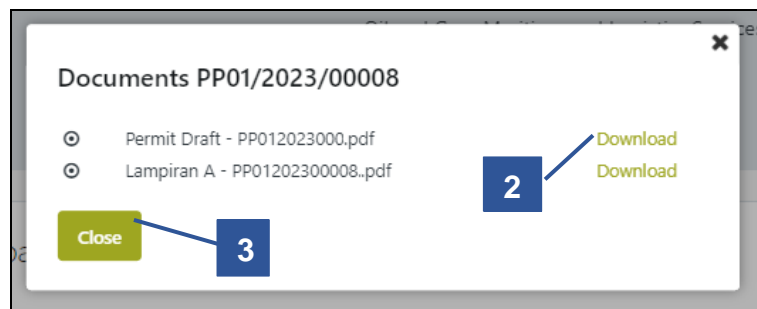 ✖
Documents PP01/2023/00008
Permit Draft - PP012023000.pdf Download
Lampiran A - PP01202300008..pdf Download
2
Close
3